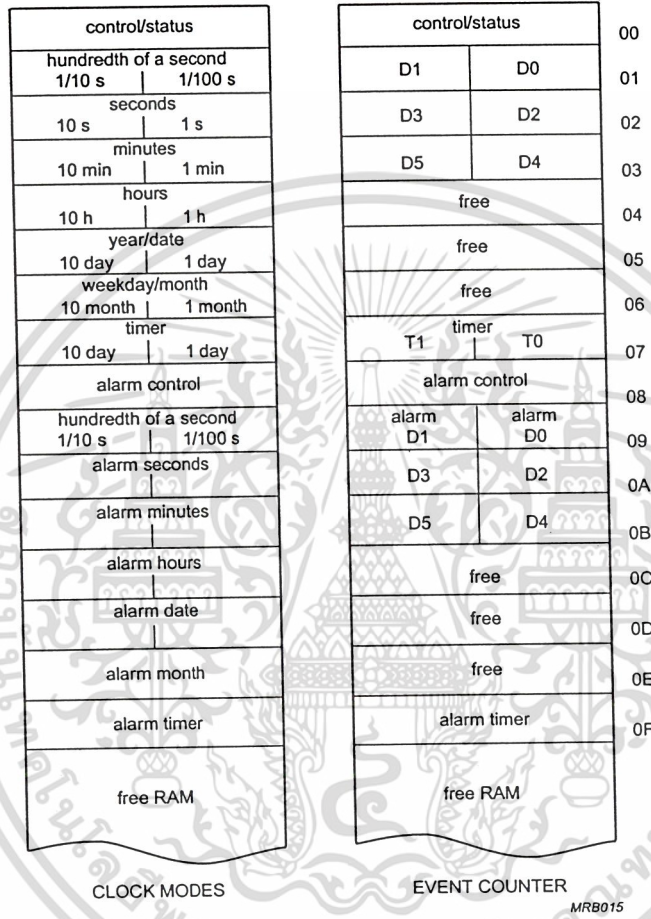 control/status
hundredth of a second
1/10 s 1/100 s
seconds
10 s 1 s
minutes
10 min 1 min
hours
10 h 1 h
year/date
10 day 1 day
weekday/month
10 month 1 month
timer
10 day 1 day
alarm control
hundredth of a second
1/10 s 1/100 s
alarm seconds
alarm minutes
alarm hours
alarm date
alarm month
alarm timer
free RAM
CLOCK MODES
control/status
D1 D0
D3 D2
D5 D4
free
free
free
timer
T1 T0
alarm control
alarm alarm
D1 D0
D3 D2
D5 D4
free
free
free
alarm timer
free RAM
EVENT COUNTER
00
01
02
03
04
05
06
07
08
09
0A
0B
0C
0D
0E
0F
MRB015